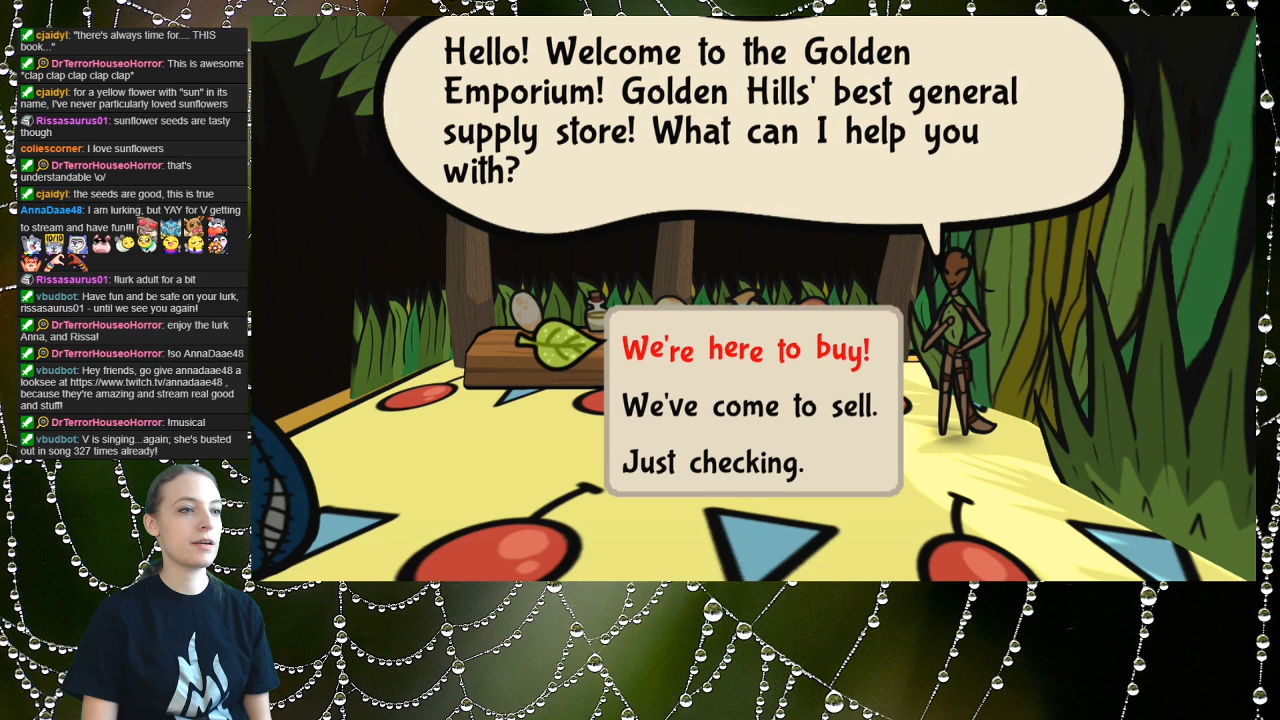 cjaidyl: "there's always time for.... THIS
book..."
DrTerrorHouseoHorror: This is awesome
*clap clap clap clap clap*
cjaidyl: for a yellow flower with "sun" in its
name, I've never particularly loved sunflowers
Rissasaurus01: sunflower seeds are tasty
though
coliescorner: I love sunflowers
DrTerrorHouseoHorror: that's
understandable \o/
cjaidyl: the seeds are good, this is true
AnnaDaae48: I am lurking, but YAY for V getting
to stream and have fun!!!
Rissasaurus01: !lurk adult for a bit
vbudbot: Have fun and be safe on your lurk,
rissasaurus01 - until we see you again!
DrTerrorHouseoHorror: enjoy the lurk
Anna, and Rissa!
DrTerrorHouseoHorror: !so AnnaDaae48
vbudbot: Hey friends, go give annadaae48 a
looksee at https://www.twitch.tv/annadaae48 ,
because they're amazing and stream real good
and stuff!
DrTerrorHouseoHorror: !musical
vbudbot: V is singing...again; she's busted
out in song 327 times already!
Hello! Welcome to the Golden
Emporium! Golden Hills' best general
supply store! What can I help you
with?
We're here to buy!
We've come to sell.
Just checking.